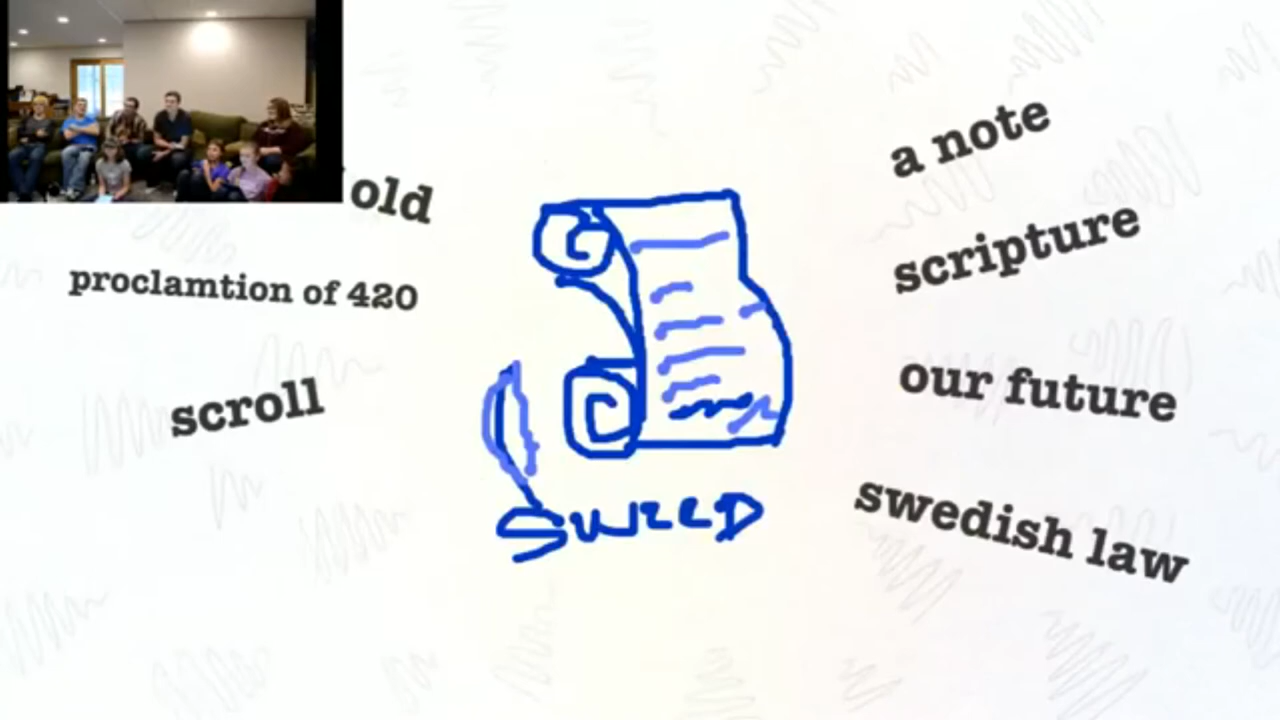 old
proclamtion of 420
scroll
a note
scripture
our future
swedish law
SWEED